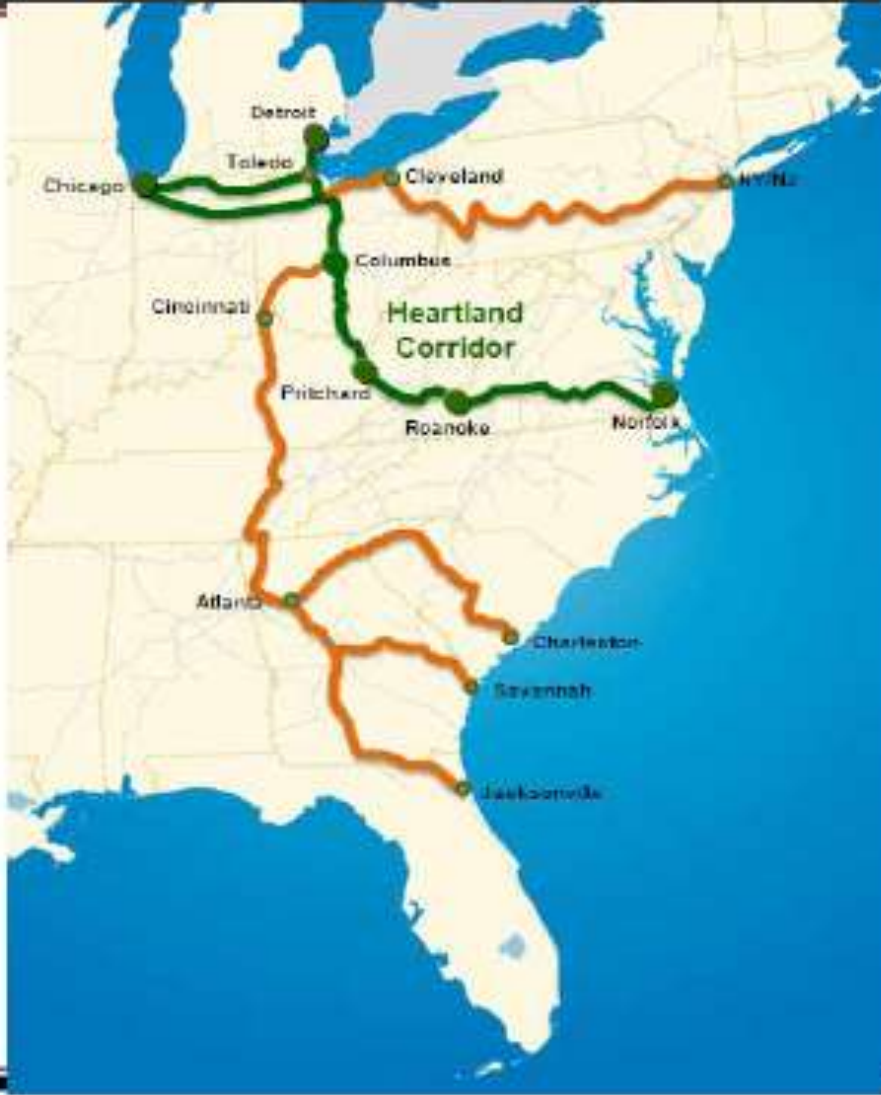 Detroit
Toledo
Chicago
Cleveland
NY/NJ
Columbus
Cincinnati
Heartland
Corridor
Pritchard
Roanoke
Norfolk
Atlanta
Charleston
Savannah
Jacksonville